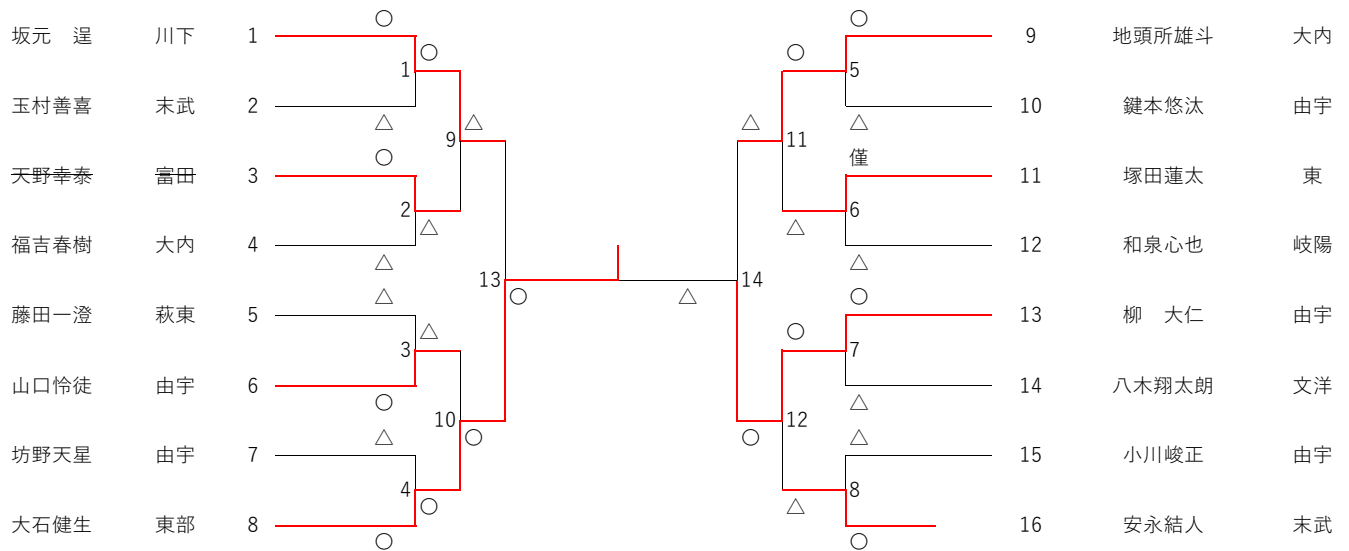 坂元　逞 川下 1 ○ 5 9 地頭所雄斗 大内
1 ○ ○ 5
玉村善喜 末武 2 △ 9 △ △ 11 △ 10 鍵本悠汰 由宇
天野幸泰 富田 3 ○ 僅 11 塚田蓮太 東
2 △ △ 6
福吉春樹 大内 4 △ △ 12 和泉心也 岐陽
13 ○ △ 14
藤田一澄 萩東 5 △ ○ 13 柳　大仁 由宇
3 △ ○ 7
山口怜徒 由宇 6 ○ △ 14 八木翔太朗 文洋
10 ○ ○ 12
坊野天星 由宇 7 △ △ 15 小川峻正 由宇
4 ○ △ 8
大石健生 東部 8 ○ ○ 16 安永結人 末武